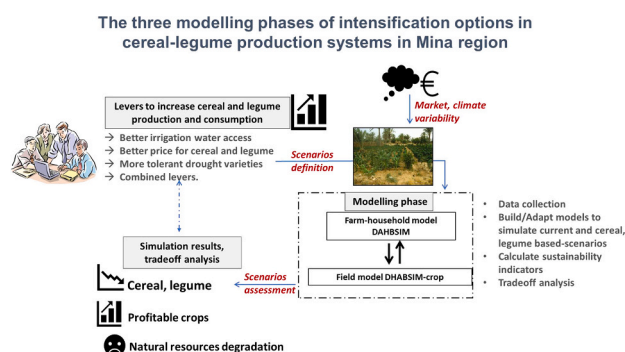 The three modelling phases of intensification options in
cereal-legume production systems in Mina region
Levers to increase cereal and legume
production and consumption
→ Better irrigation water access
→ Better price for cereal and legume
→ More tolerant drought varieties
→ Combined levers.
€
Market, climate
variability
Scenarios
definition
Modelling phase
Farm-household model
DAHBSIM
Field model DHABSIM-crop
• Data collection
• Build/Adapt models to
simulate current and cereal,
legume based-scenarios
• Calculate sustainability
indicators
• Tradeoff analysis
Scenarios
assessment
Simulation results,
tradeoff analysis
Cereal, legume
Profitable crops
Natural resources degradation